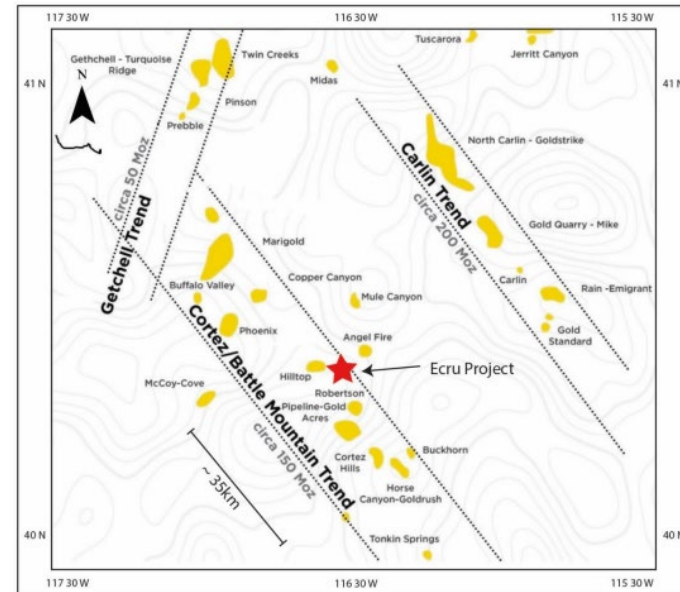 117 30 W
116 30 W
115 30 W
41 N
41 N
N
Tuscarora
Jerritt Canyon
Gethchell - Turquoise
Ridge
Twin Creeks
Midas
Pinson
Prebble
circa 50 Moz
Getchell Trend
North Carlin - Goldstrike
Carlin Trend
circa 200 Moz
Gold Quarry - Mike
Carlin
Rain -Emigrant
Gold
Standard
Marigold
Buffalo Valley
Copper Canyon
Mule Canyon
Phoenix
Angel Fire
Cortez/Battle Mountain Trend
circa 150 Moz
Hilltop
Ecru Project
McCoy-Cove
Robertson
Pipeline-Gold
Acres
Cortez
Hills
Buckhorn
Horse
Canyon-Goldrush
~ 35km
Tonkin Springs
40 N
40 N
117 30 W
116 30 W
115 30 W